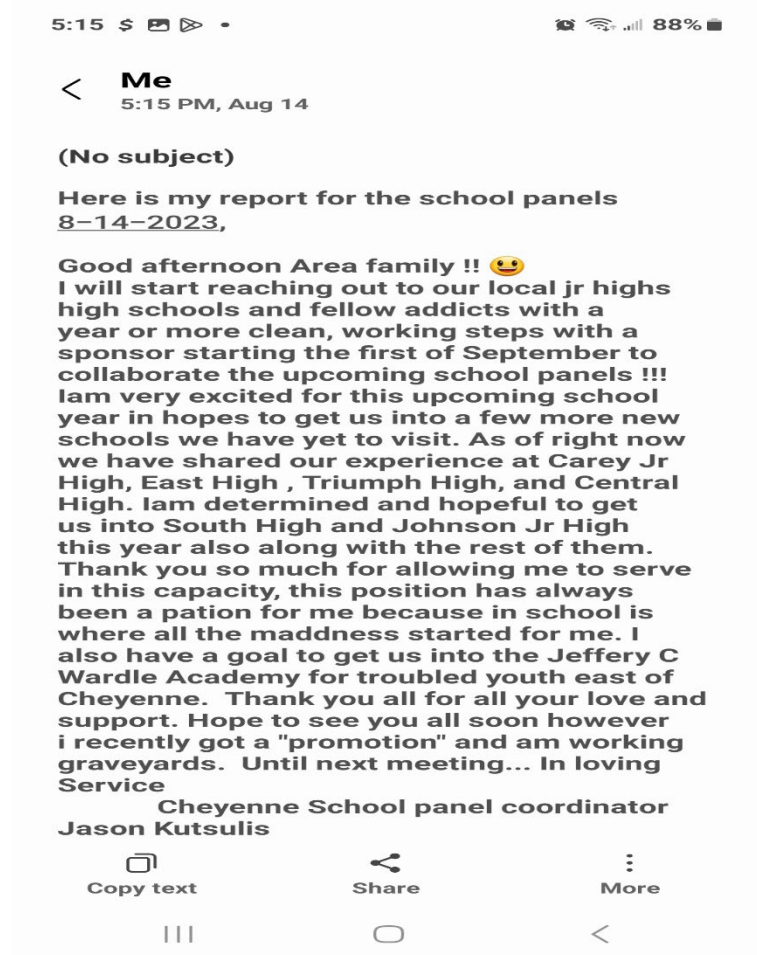 5:15 $ 88%
Me
5:15 PM, Aug 14
(No subject)
Here is my report for the school panels
8-14-2023,
Good afternoon Area family !! 😃
I will start reaching out to our local jr highs
high schools and fellow addicts with a
year or more clean, working steps with a
sponsor starting the first of September to
collaborate the upcoming school panels !!!
Iam very excited for this upcoming school
year in hopes to get us into a few more new
schools we have yet to visit. As of right now
we have shared our experience at Carey Jr
High, East High , Triumph High, and Central
High. Iam determined and hopeful to get
us into South High and Johnson Jr High
this year also along with the rest of them.
Thank you so much for allowing me to serve
in this capacity, this position has always
been a pation for me because in school is
where all the maddness started for me. I
also have a goal to get us into the Jeffery C
Wardle Academy for troubled youth east of
Cheyenne.  Thank you all for all your love and
support. Hope to see you all soon however
i recently got a "promotion" and am working
graveyards.  Until next meeting... In loving
Service
Cheyenne School panel coordinator
Jason Kutsulis
Copy text Share More